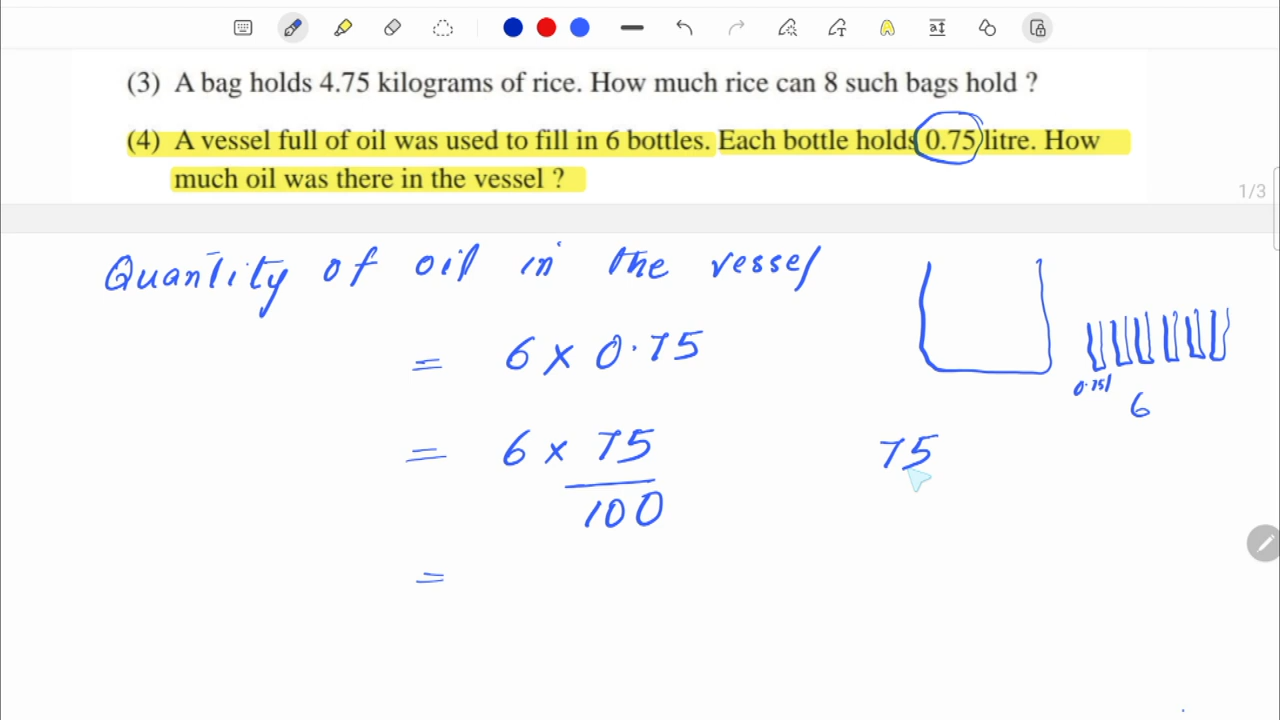 (3) A bag holds 4.75 kilograms of rice. How much rice can 8 such bags hold ?
(4) A vessel full of oil was used to fill in 6 bottles. Each bottle holds 0.75 litre. How
much oil was there in the vessel ?
1/3
Quantity of oil in the vessel
= 6 × 0.75
0.75l
6
= 6 × 75
100
75
=